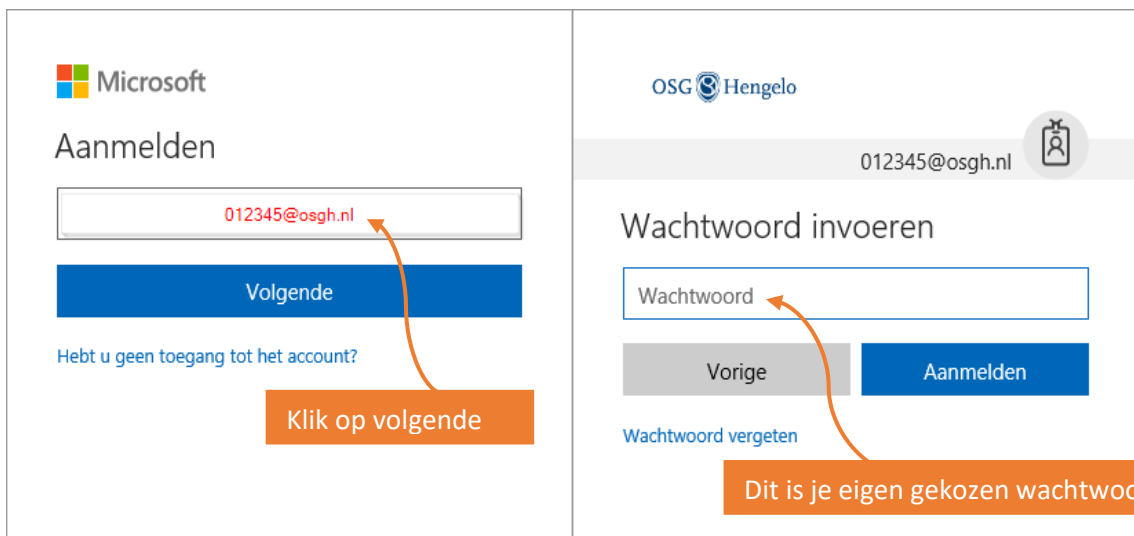 Microsoft
Aanmelden
012345@osgh.nl
Volgende
Hebt u geen toegang tot het account?
Klik op volgende
OSG Hengelo
012345@osgh.nl
Wachtwoord invoeren
Wachtwoord
Vorige
Aanmelden
Wachtwoord vergeten
Dit is je eigen gekozen